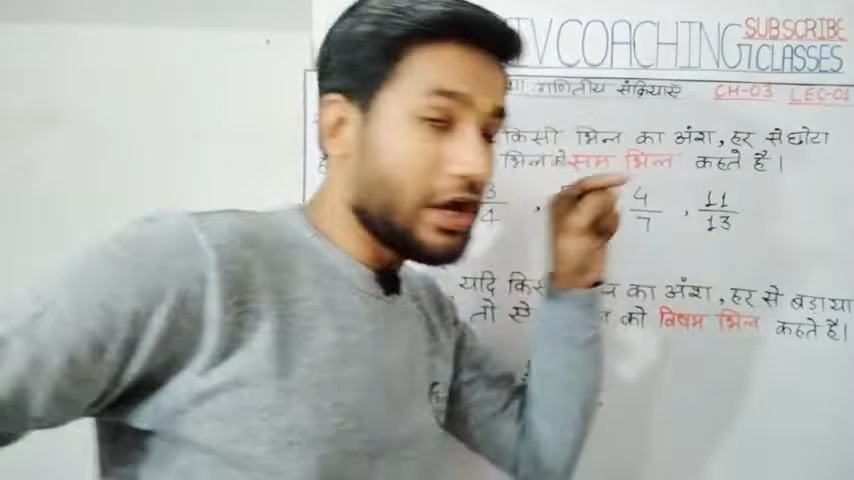 TV COACHING CLASSES
SUBSCRIBE
गणितीय संक्रियाएँ CH-03 LEC-01
किसी भिन्न का अंश, हर से छोटा
भिन्न को सम भिन्न कहते है।
3/4 , 4/7 , 11/13
यदि का अंश, हर से बड़ा या
तो को विषम भिन्न कहते है।